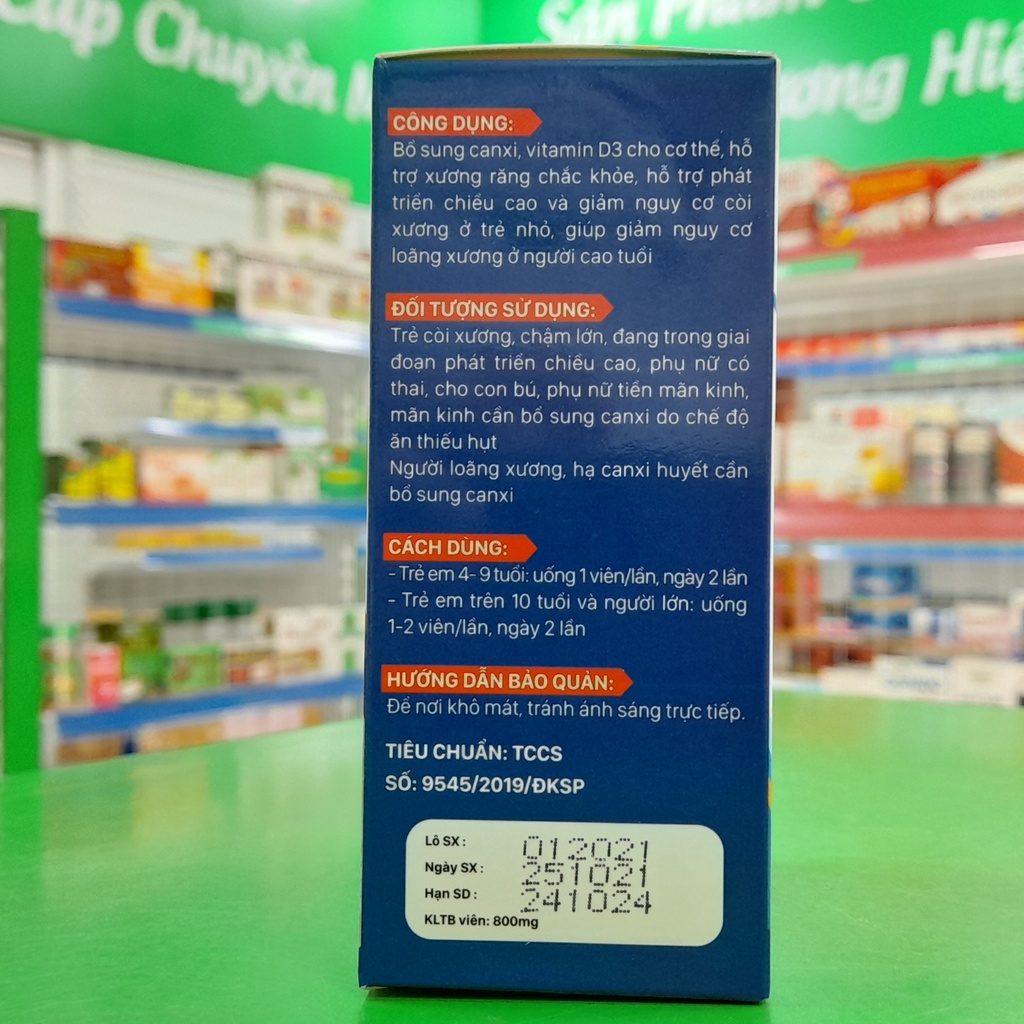 Cấp Chuyên
Sản Phẩm
ương Hiệ
CÔNG DỤNG:
Bổ sung canxi, vitamin D3 cho cơ thể, hỗ
trợ xương răng chắc khỏe, hỗ trợ phát
triển chiều cao và giảm nguy cơ còi
xương ở trẻ nhỏ, giúp giảm nguy cơ
loãng xương ở người cao tuổi
ĐỐI TƯỢNG SỬ DỤNG:
Trẻ còi xương, chậm lớn, đang trong giai
đoạn phát triển chiều cao, phụ nữ có
thai, cho con bú, phụ nữ tiền mãn kinh,
mãn kinh cần bổ sung canxi do chế độ
ăn thiếu hụt
Người loãng xương, hạ canxi huyết cần
bổ sung canxi
CÁCH DÙNG:
- Trẻ em 4- 9 tuổi: uống 1 viên/lần, ngày 2 lần
- Trẻ em trên 10 tuổi và người lớn: uống
1-2 viên/lần, ngày 2 lần
HƯỚNG DẪN BẢO QUẢN:
Để nơi khô mát, tránh ánh sáng trực tiếp.
TIÊU CHUẨN: TCCS
SỐ: 9545/2019/ĐKSP
Lô SX : 012021
Ngày SX : 251021
Hạn SD : 241024
KLTB viên: 800mg